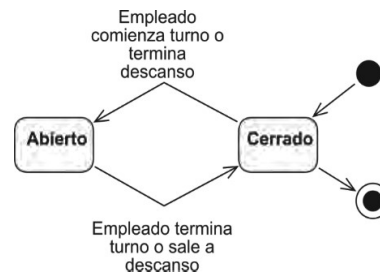 Empleado
comienza turno o
termina
descanso
Abierto
Cerrado
Empleado termina
turno o sale a
descanso